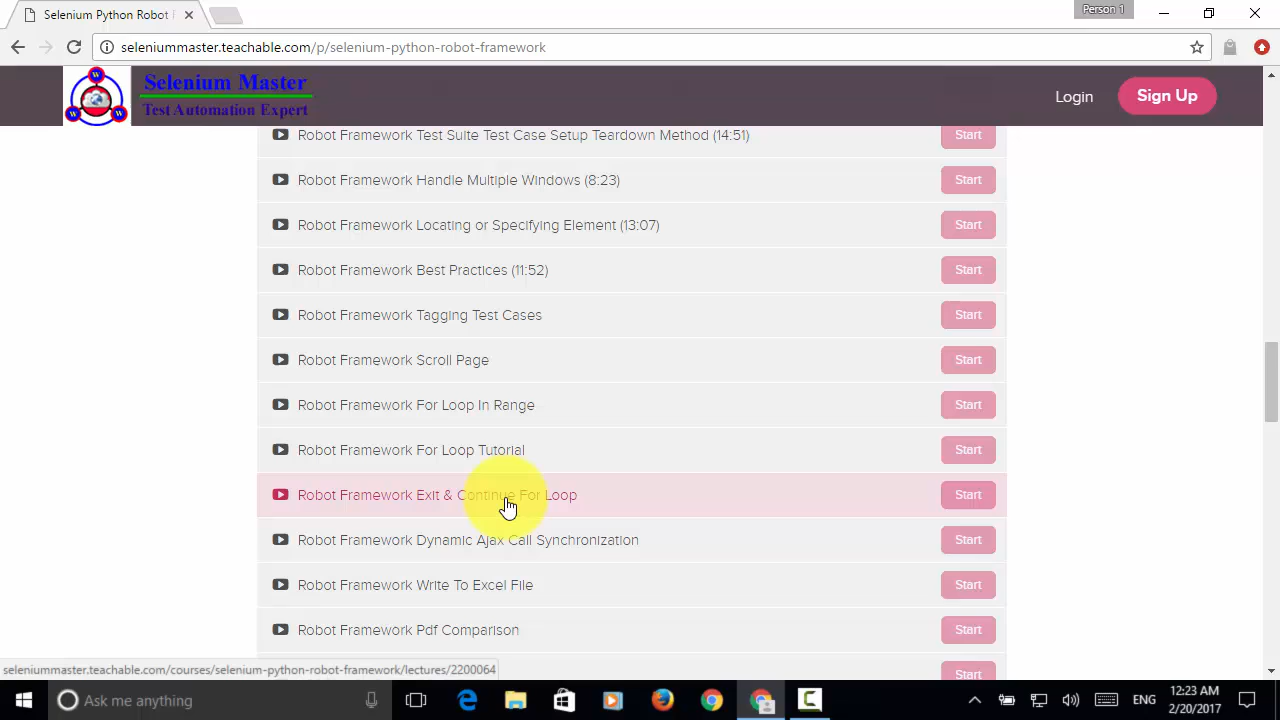 Selenium Python Robot F
Person 1
seleniummaster.teachable.com/p/selenium-python-robot-framework
W
W
W
Selenium Master
Test Automation Expert
Login
Sign Up
Robot Framework Test Suite Test Case Setup Teardown Method (14:51)
Start
Robot Framework Handle Multiple Windows (8:23)
Start
Robot Framework Locating or Specifying Element (13:07)
Start
Robot Framework Best Practices (11:52)
Start
Robot Framework Tagging Test Cases
Start
Robot Framework Scroll Page
Start
Robot Framework For Loop In Range
Start
Robot Framework For Loop Tutorial
Start
Robot Framework Exit & Continue For Loop
Start
Robot Framework Dynamic Ajax Call Synchronization
Start
Robot Framework Write To Excel File
Start
Robot Framework Pdf Comparison
Start
Start
seleniummaster.teachable.com/courses/selenium-python-robot-framework/lectures/2200064
Ask me anything
ENG
12:23 AM
2/20/2017